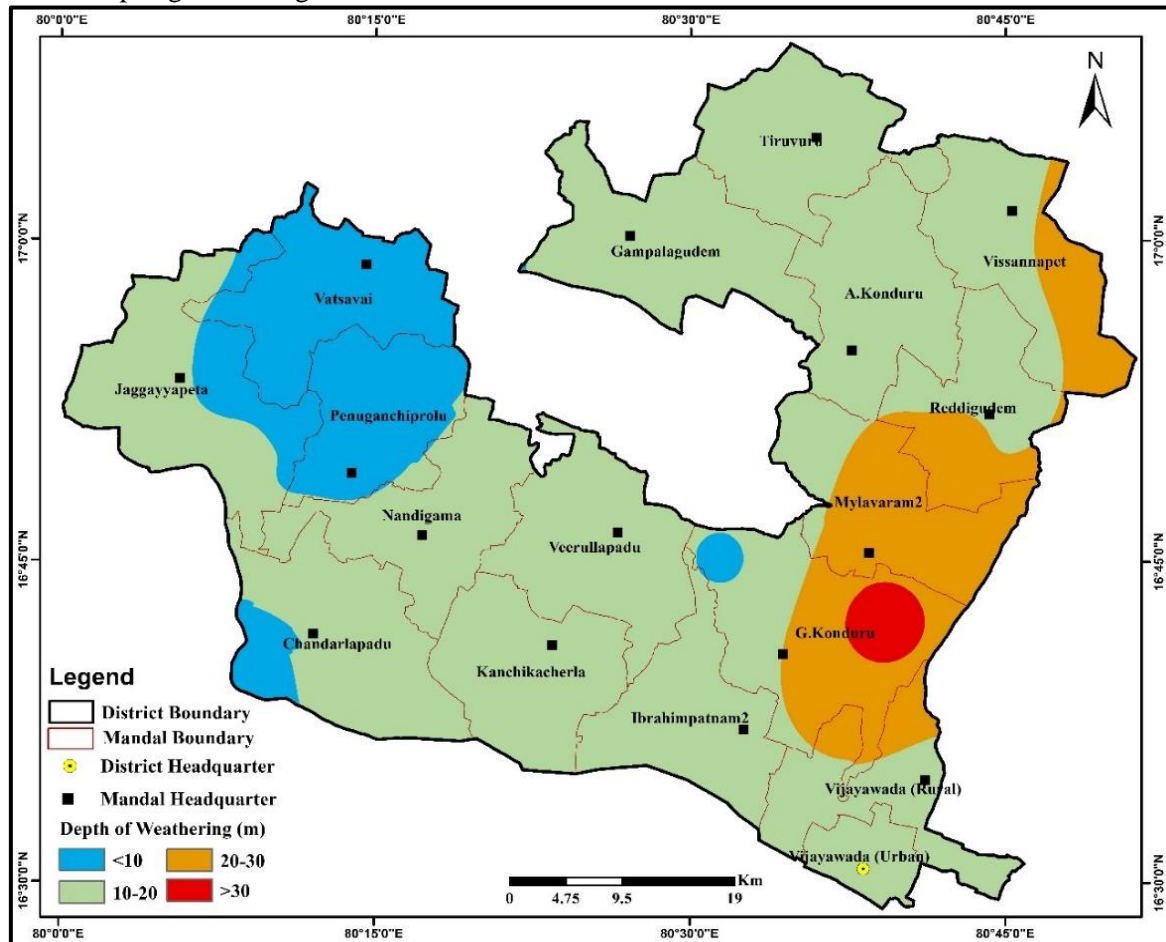 80°0'0"E 80°15'0"E 80°30'0"E 80°45'0"E
N
Tiruvuru
17°0'0"N
17°0'0"N
Gampalagudem
Vissannapet
Vatsavai
A.Konduru
Jaggayyapeta
Penuganchiprolu
Reddigudem
Mylavaram2
Nandigama
Veerullapadu
16°45'0"N
16°45'0"N
G.Konduru
Chandarlapadu
Kanchikacherla
Ibrahimpatnam2
Vijayawada (Rural)
Vijayawada (Urban)
Legend
District Boundary
Mandal Boundary
District Headquarter
Mandal Headquarter
Depth of Weathering (m)
<10 20-30
10-20 >30
Km
0 4.75 9.5 19
16°30'0"N
16°30'0"N
80°0'0"E 80°15'0"E 80°30'0"E 80°45'0"E